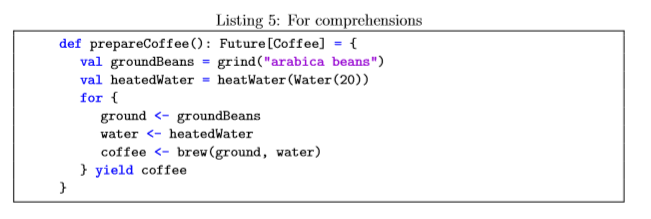 Listing 5: For comprehensions
def prepareCoffee(): Future[Coffee] = {
val groundBeans = grind("arabica beans")
val heatedWater = heatWater(Water(20))
for {
ground <- groundBeans
water <- heatedWater
coffee <- brew(ground, water)
} yield coffee
}